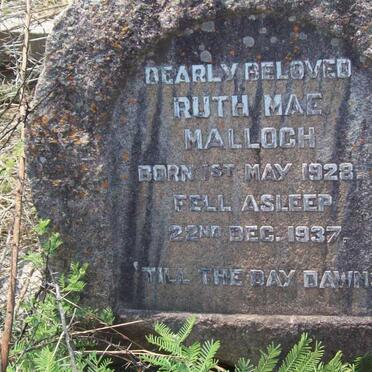 DEARLY BELOVED
RUTH MAE
MALLOCH
BORN 1ST MAY 1928.
FELL ASLEEP
22ND DEC. 1937.
'TILL THE DAY DAWN